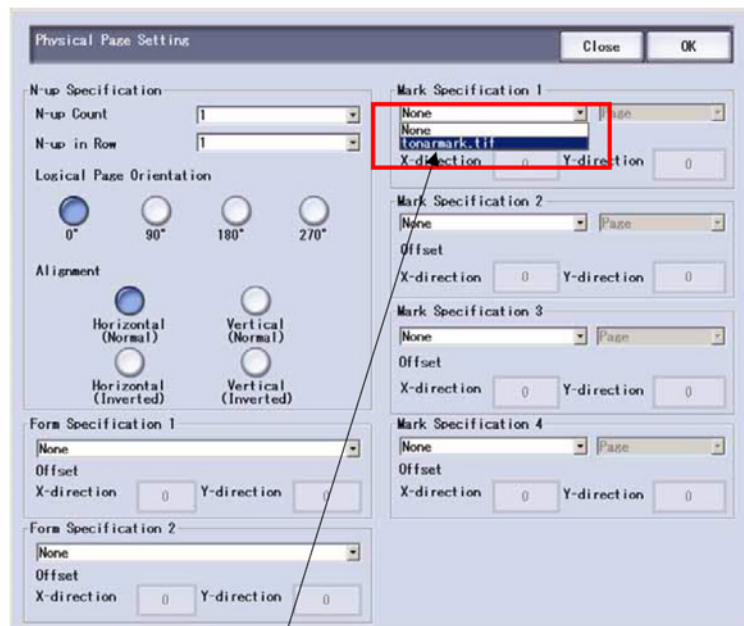 Physical Page Setting
Close
OK
N-up Specification
N-up Count
1
N-up in Row
1
Logical Page Orientation
0°
90°
180°
270°
Alignment
Horizontal
(Normal)
Vertical
(Normal)
Horizontal
(Inverted)
Vertical
(Inverted)
Form Specification 1
None
Offset
X-direction
0
Y-direction
0
Form Specification 2
None
Offset
X-direction
0
Y-direction
0
Mark Specification 1
None
Page
None
tonarmark.tif
X-direction
0
Y-direction
0
Mark Specification 2
None
Page
Offset
X-direction
0
Y-direction
0
Mark Specification 3
None
Page
Offset
X-direction
0
Y-direction
0
Mark Specification 4
None
Page
Offset
X-direction
0
Y-direction
0